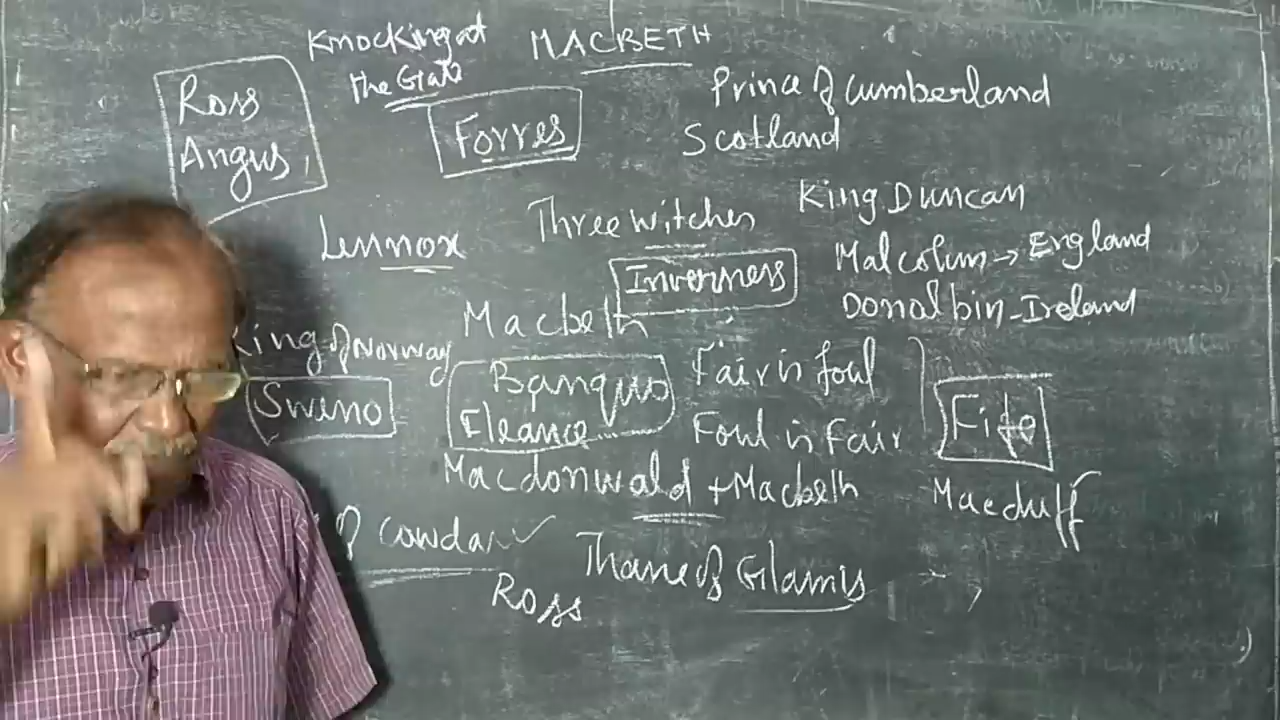 Knocking at
the Gate
MACBETH
Ross
Angus,
Forres
Prince of Cumberland
Scotland
Lennox
Three witches
King Duncan
Inverness
Malcolm → England
Donalbin - Ireland
Macbeth
King of Norway
Sweno
Banquo
Fleance
Fair is foul
Foul is Fair
Fife
Macduff
Macdonwald + Macbeth
of Cawdar
Thane of Glamis
Ross